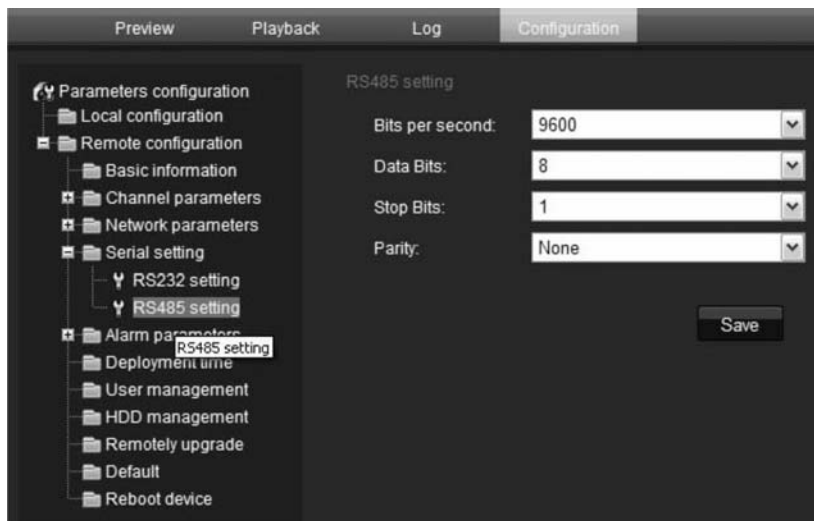 Preview Playback Log Configuration
Parameters configuration
Local configuration
Remote configuration
Basic information
Channel parameters
Network parameters
Serial setting
RS232 setting
RS485 setting
Alarm parameters
RS485 setting
Deployment time
User management
HDD management
Remotely upgrade
Default
Reboot device
RS485 setting
Bits per second: 9600
Data Bits: 8
Stop Bits: 1
Parity: None
Save